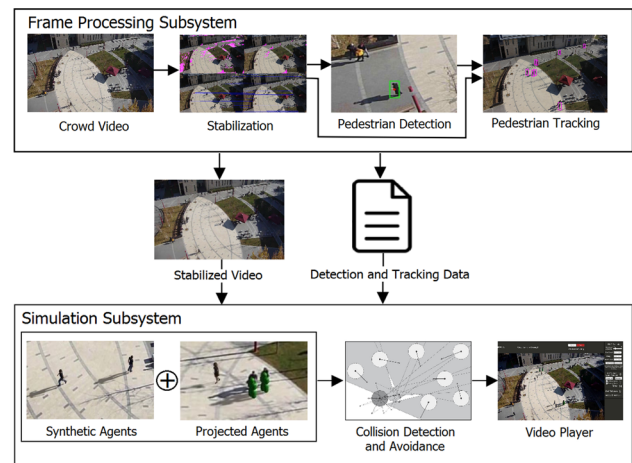 Frame Processing Subsystem
Crowd Video
Stabilization
Pedestrian Detection
Pedestrian Tracking
Stabilized Video
Detection and Tracking Data
Simulation Subsystem
Synthetic Agents
Projected Agents
Collision Detection
and Avoidance
Video Player